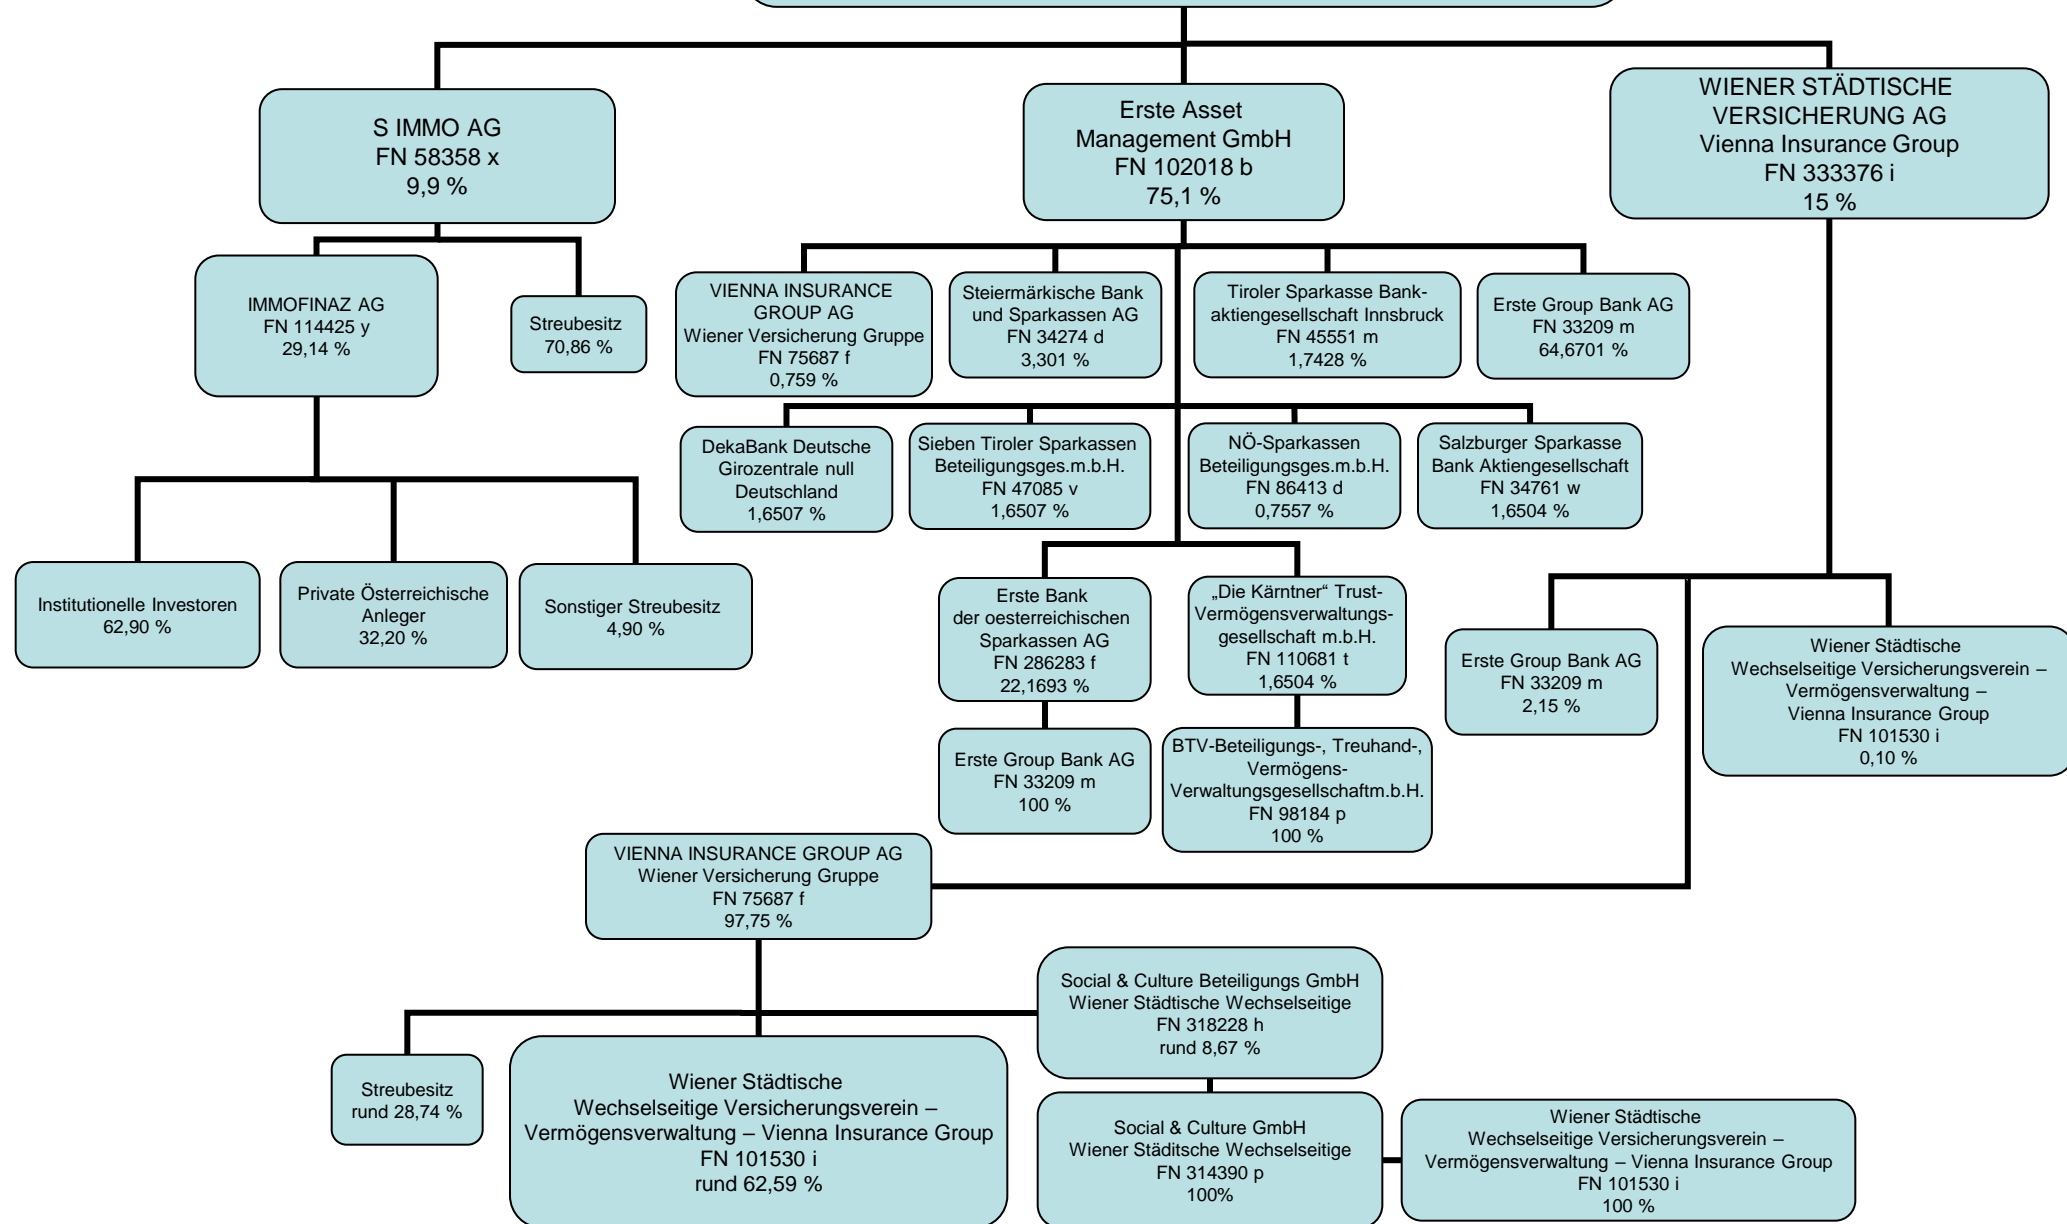 S IMMO AG
FN 58358 x
9,9 %
Erste Asset
Management GmbH
FN 102018 b
75,1 %
WIENER STÄDTISCHE
VERSICHERUNG AG
Vienna Insurance Group
FN 333376 i
15 %
IMMOFINAZ AG
FN 114425 y
29,14 %
Streubesitz
70,86 %
VIENNA INSURANCE
GROUP AG
Wiener Versicherung Gruppe
FN 75687 f
0,759 %
Steiermärkische Bank
und Sparkassen AG
FN 34274 d
3,301 %
Tiroler Sparkasse Bank-
aktiengesellschaft Innsbruck
FN 45551 m
1,7428 %
Erste Group Bank AG
FN 33209 m
64,6701 %
DekaBank Deutsche
Girozentrale null
Deutschland
1,6507 %
Sieben Tiroler Sparkassen
Beteiligungsges.m.b.H.
FN 47085 v
1,6507 %
NÖ-Sparkassen
Beteiligungsges.m.b.H.
FN 86413 d
0,7557 %
Salzburger Sparkasse
Bank Aktiengesellschaft
FN 34761 w
1,6504 %
Institutionelle Investoren
62,90 %
Private Österreichische
Anleger
32,20 %
Sonstiger Streubesitz
4,90 %
Erste Bank
der oesterreichischen
Sparkassen AG
FN 286283 f
22,1693 %
„Die Kärntner“ Trust-
Vermögensverwaltungs-
gesellschaft m.b.H.
FN 110681 t
1,6504 %
Erste Group Bank AG
FN 33209 m
2,15 %
Wiener Städtische
Wechselseitige Versicherungsverein –
Vermögensverwaltung –
Vienna Insurance Group
FN 101530 i
0,10 %
Erste Group Bank AG
FN 33209 m
100 %
BTV-Beteiligungs-, Treuhand-,
Vermögens-
Verwaltungsgesellschaftm.b.H.
FN 98184 p
100 %
VIENNA INSURANCE GROUP AG
Wiener Versicherung Gruppe
FN 75687 f
97,75 %
Social & Culture Beteiligungs GmbH
Wiener Städtische Wechselseitige
FN 318228 h
rund 8,67 %
Streubesitz
rund 28,74 %
Wiener Städtische
Wechselseitige Versicherungsverein –
Vermögensverwaltung – Vienna Insurance Group
FN 101530 i
rund 62,59 %
Social & Culture GmbH
Wiener Städitsche Wechselseitige
FN 314390 p
100%
Wiener Städtische
Wechselseitige Versicherungsverein –
Vermögensverwaltung – Vienna Insurance Group
FN 101530 i
100 %